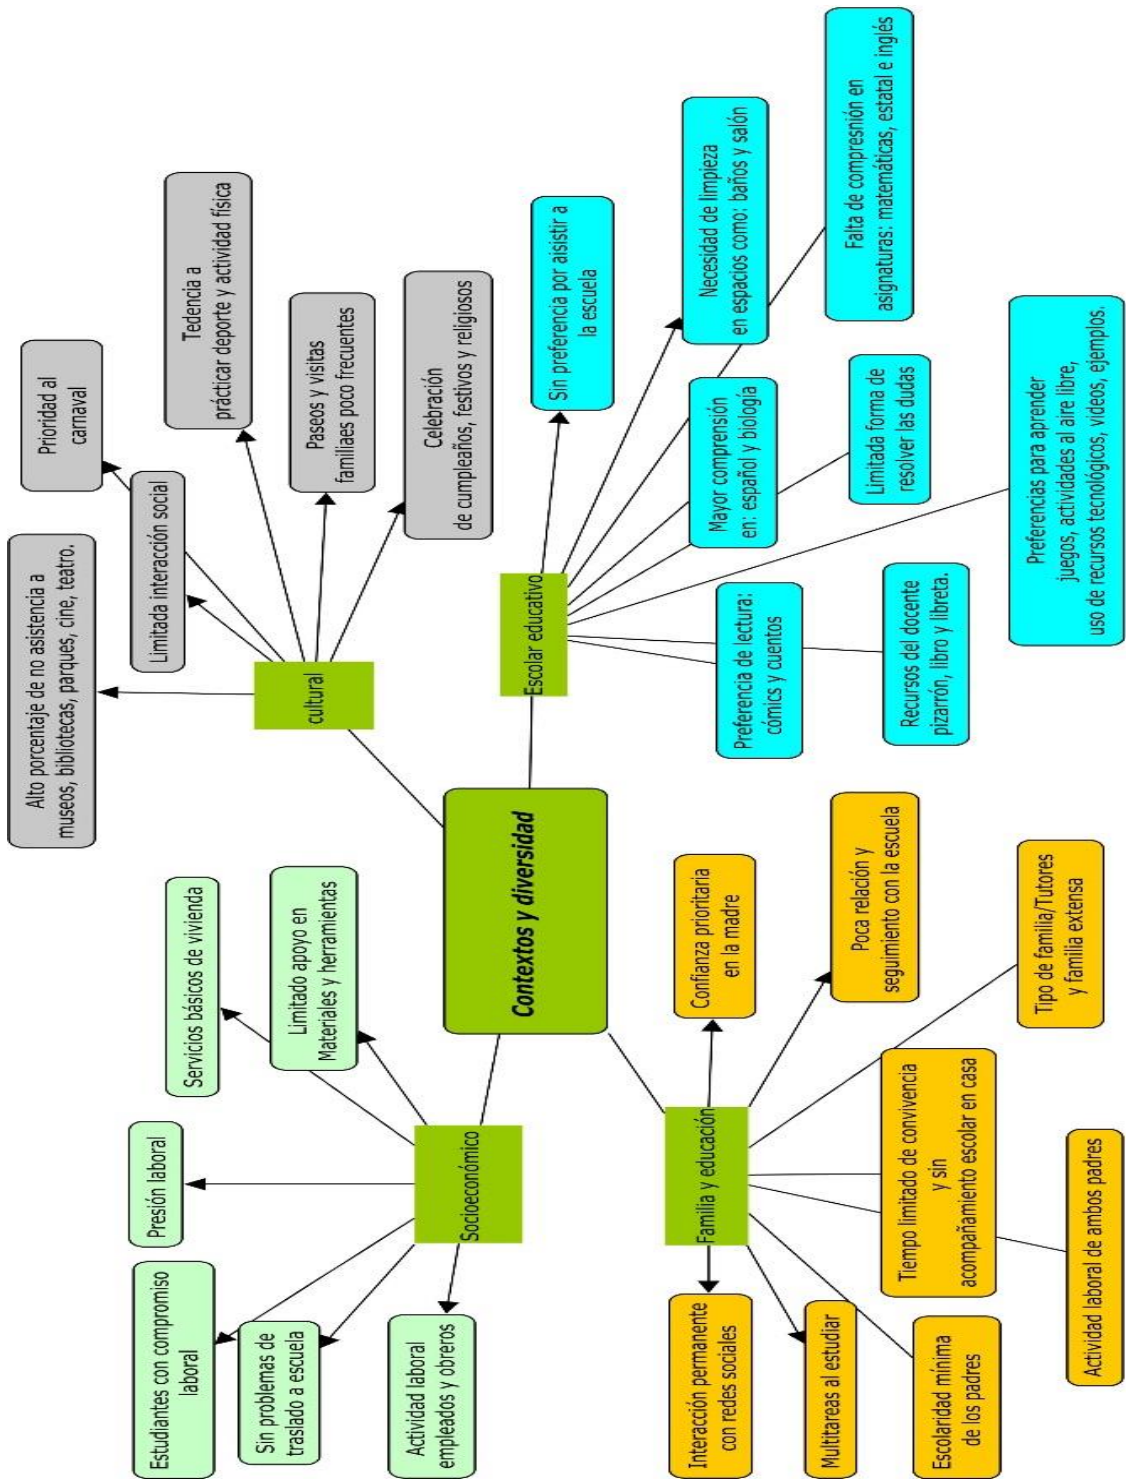 Estudiantes con compromiso
laboral
Sin problemas de
traslado a escuela
Actividad laboral
empleados y obreros
Presión laboral
Servicios básicos de vivienda
Limitado apoyo en
Materiales y herramientas
Socioeconómico
Alto porcentaje de no asistencia a
museos, bibliotecas, parques, cine, teatro.
Limitada interacción social
Prioridad al
carnaval
Tedencia a
prácticar deporte y actividad física
Paseos y visitas
familiaes poco frecuentes
Celebración
de cumpleaños, festivos y religiosos
cultural
Contextos y diversidad
Familia y educación
Interacción permanente
con redes sociales
Multitareas al estudiar
Escolaridad mínima
de los padres
Confianza prioritaria
en la madre
Poca relación y
seguimiento con la escuela
Tiempo limitado de convivencia
y sin
acompañamiento escolar en casa
Tipo de familia/Tutores
y familia extensa
Actividad laboral de ambos padres
Escolar educativo
Sin preferencia por aisistir a
la escuela
Necesidad de limpieza
en espacios como: baños y salón
Mayor comprensión
en: español y biología
Preferencia de lectura:
cómics y cuentos
Falta de compresnión en
asignaturas: matemáticas, estatal e inglés
Limitada forma de
resolver las dudas
Recursos del docente
pizarrón, libro y libreta.
Preferencias para aprender
juegos, actividades al aire libre,
uso de recursos tecnológicos, videos, ejemplos.